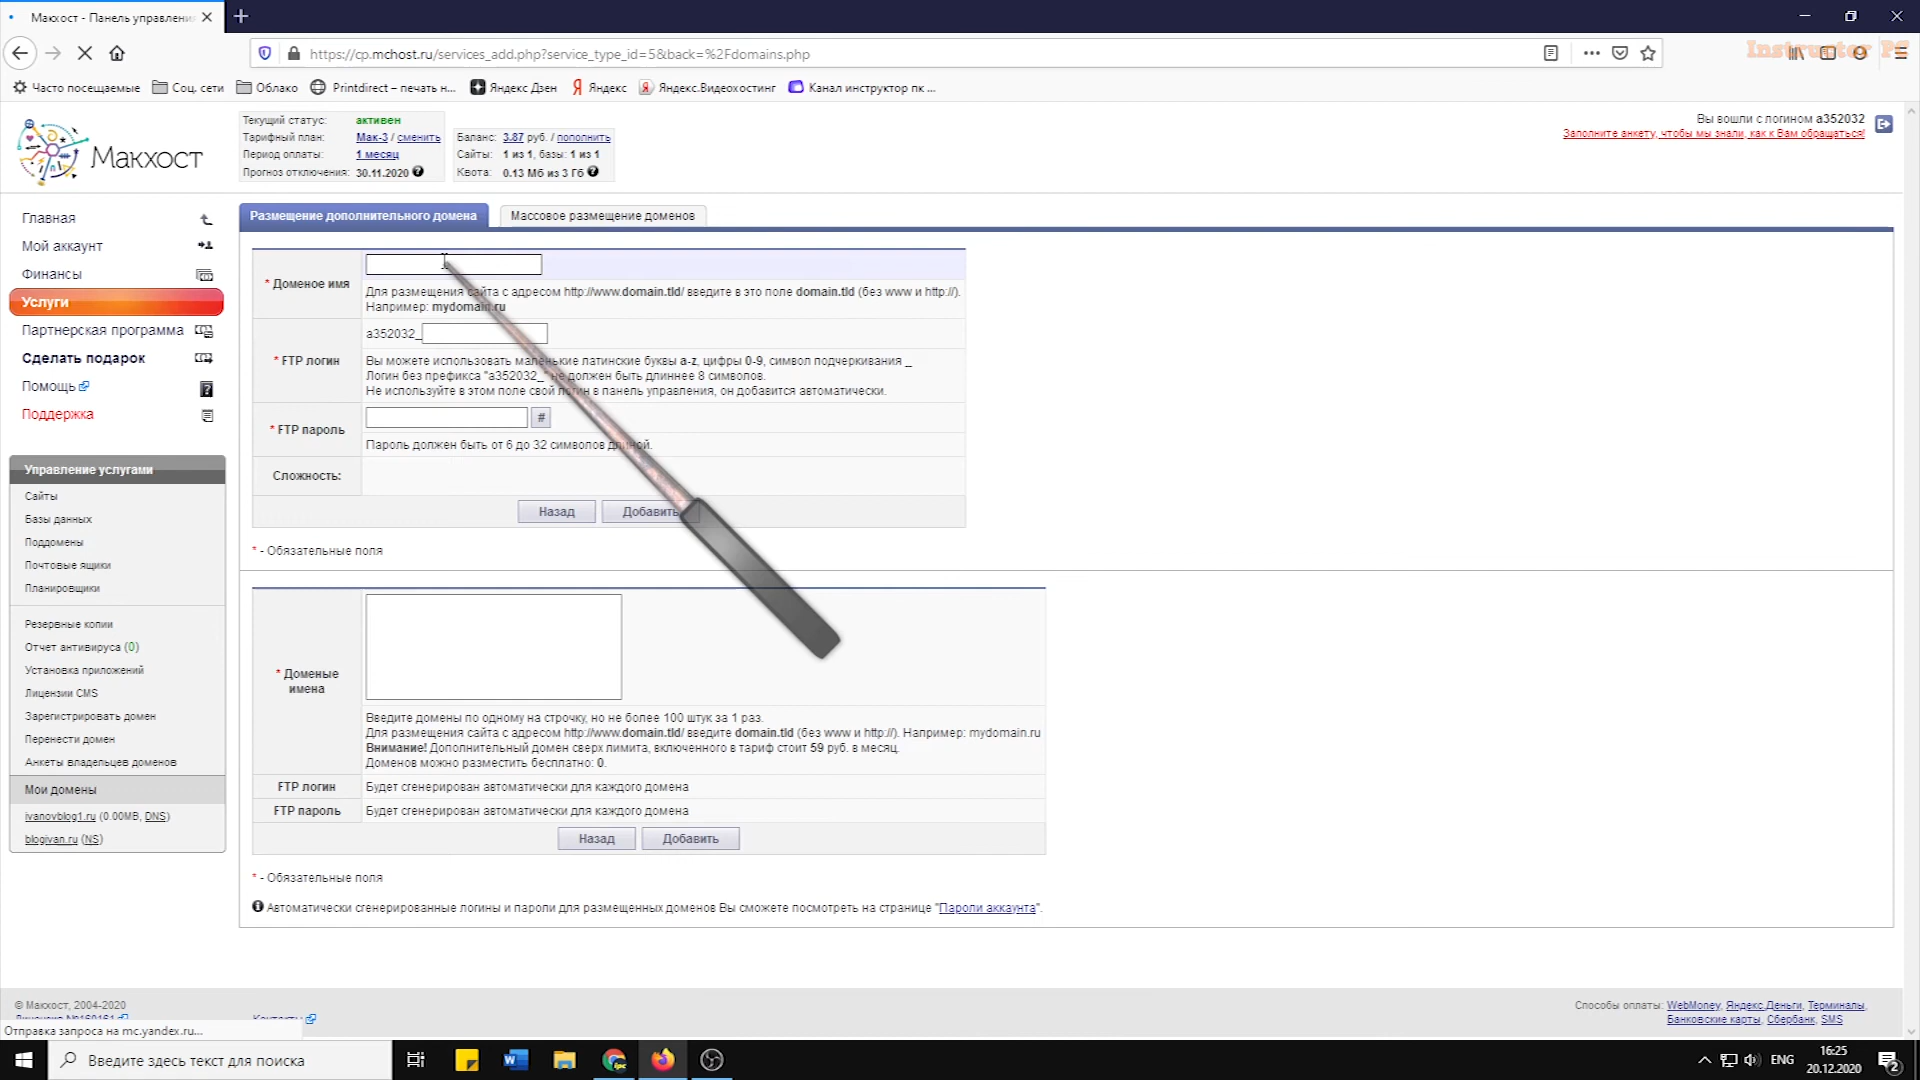 Макхост - Панель управлени
https://cp.mchost.ru/services_add.php?service_type_id=5&back=%2Fdomains.php
Instructor PC
Часто посещаемые
Соц. сети
Облако
Printdirect – печать н...
Яндекс Дзен
Яндекс
Яндекс.Видеохостинг
Канал инструктор пк ...
Макхост
Текущий статус: активен
Тарифный план: Мак-3 / сменить
Период оплаты: 1 месяц
Прогноз отключения: 30.11.2020
Баланс: 3.87 руб. / пополнить
Сайты: 1 из 1, базы: 1 из 1
Квота: 0.13 Мб из 3 Гб
Вы вошли с логином a352032
Заполните анкету, чтобы мы знали, как к Вам обращаться!
Главная
Мой аккаунт
Финансы
Услуги
Партнерская программа
Сделать подарок
Помощь
Поддержка
Управление услугами
Сайты
Базы данных
Поддомены
Почтовые ящики
Планировщики
Резервные копии
Отчет антивируса (0)
Установка приложений
Лицензии CMS
Зарегистрировать домен
Перенести домен
Анкеты владельцев доменов
Мои домены
ivanovblog1.ru (0.00MB, DNS)
blogivan.ru (NS)
Размещение дополнительного домена
Массовое размещение доменов
* Доменое имя
Для размещения сайта с адресом http://www.domain.tld/ введите в это поле domain.tld (без www и http://).
Например: mydomain.ru
* FTP логин
a352032_
Вы можете использовать маленькие латинские буквы a-z, цифры 0-9, символ подчеркивания _
Логин без префикса "a352032_" не должен быть длиннее 8 символов.
Не используйте в этом поле свой логин в панель управления, он добавится автоматически.
* FTP пароль
#
Пароль должен быть от 6 до 32 символов длиной.
Сложность:
Назад
Добавить
* - Обязательные поля
* Доменые
имена
Введите домены по одному на строчку, но не более 100 штук за 1 раз.
Для размещения сайта с адресом http://www.domain.tld/ введите domain.tld (без www и http://). Например: mydomain.ru
Внимание! Дополнительный домен сверх лимита, включенного в тариф стоит 59 руб. в месяц.
Доменов можно разместить бесплатно: 0.
FTP логин
Будет сгенерирован автоматически для каждого домена
FTP пароль
Будет сгенерирован автоматически для каждого домена
Назад
Добавить
* - Обязательные поля
Автоматически сгенерированные логины и пароли для размещенных доменов Вы сможете посмотреть на странице "Пароли аккаунта".
© Макхост, 2004-2020
Способы оплаты: WebMoney, Яндекс.Деньги, Терминалы,
Банковские карты, Сбербанк, SMS
Отправка запроса на mc.yandex.ru...
Введите здесь текст для поиска
ENG
16:25
20.12.2020
2